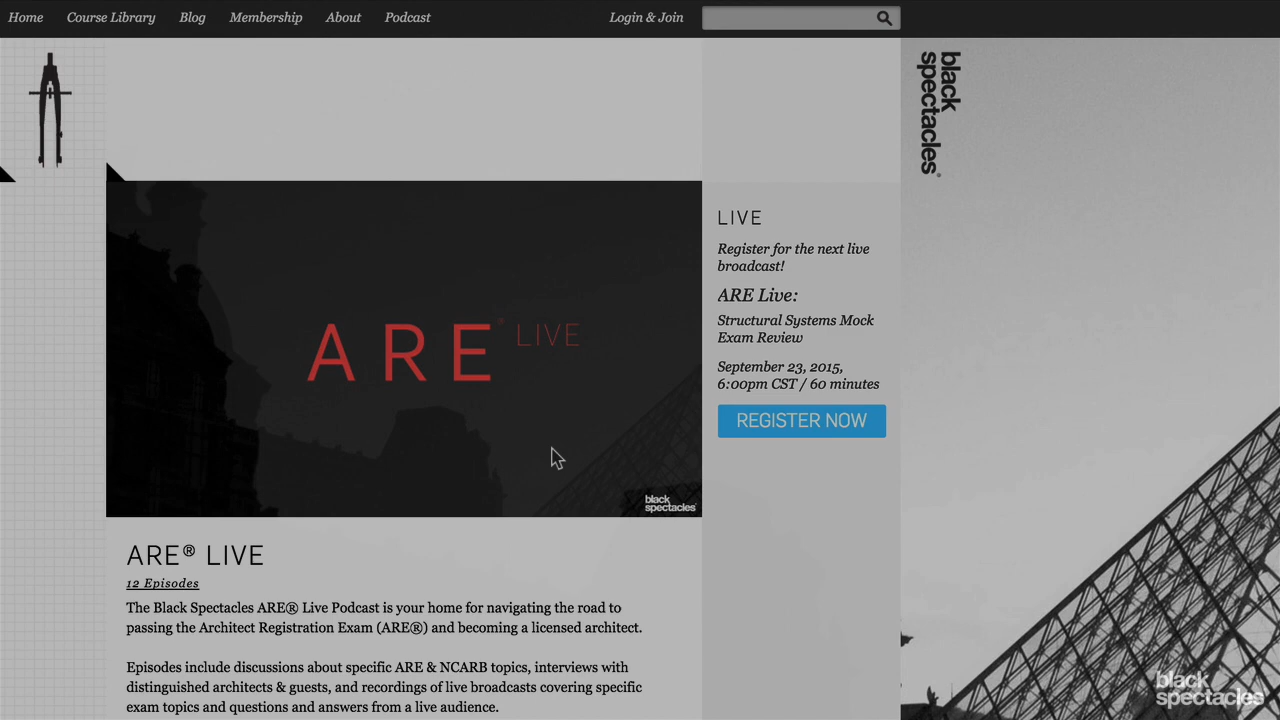 Home Course Library Blog Membership About Podcast Login & Join
black
spectacles®
ARE® LIVE
black
spectacles
LIVE
Register for the next live
broadcast!
ARE Live:
Structural Systems Mock
Exam Review
September 23, 2015,
6:00pm CST / 60 minutes
REGISTER NOW
ARE® LIVE
12 Episodes
The Black Spectacles ARE® Live Podcast is your home for navigating the road to
passing the Architect Registration Exam (ARE®) and becoming a licensed architect.
Episodes include discussions about specific ARE & NCARB topics, interviews with
distinguished architects & guests, and recordings of live broadcasts covering specific
exam topics and questions and answers from a live audience.
black
spectacles